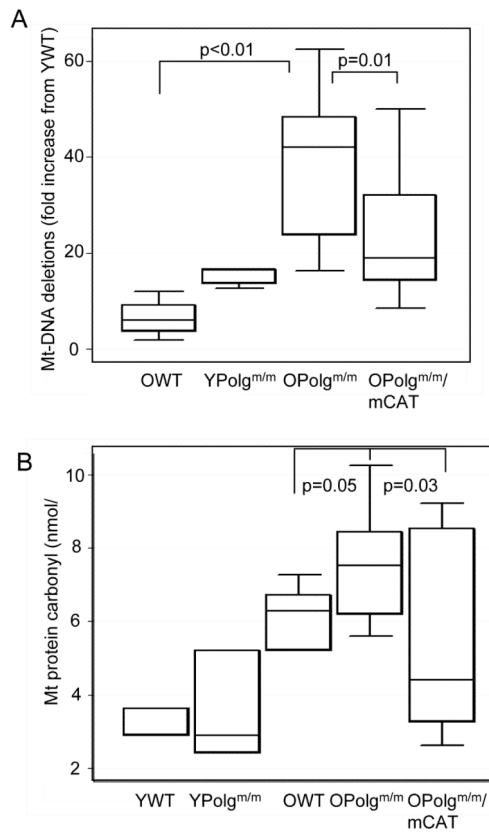 A
Mt-DNA deletions (fold increase from YWT)
60
40
20
0
p<0.01
p=0.01
OWT YPolgm/m OPolgm/m OPolgm/m/
mCAT
B
Mt protein carbonyl (nmol/
10
8
6
4
2
p=0.05 p=0.03
YWT YPolgm/m OWT OPolgm/m OPolgm/m/
mCAT